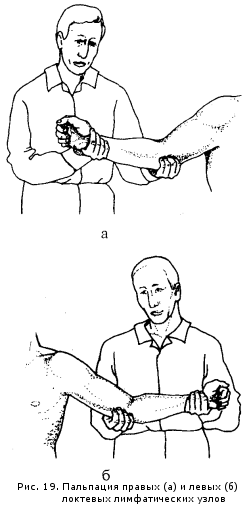 а
б
Рис. 19. Пальпация правых (а) и левых (б)
локтевых лимфатических узлов